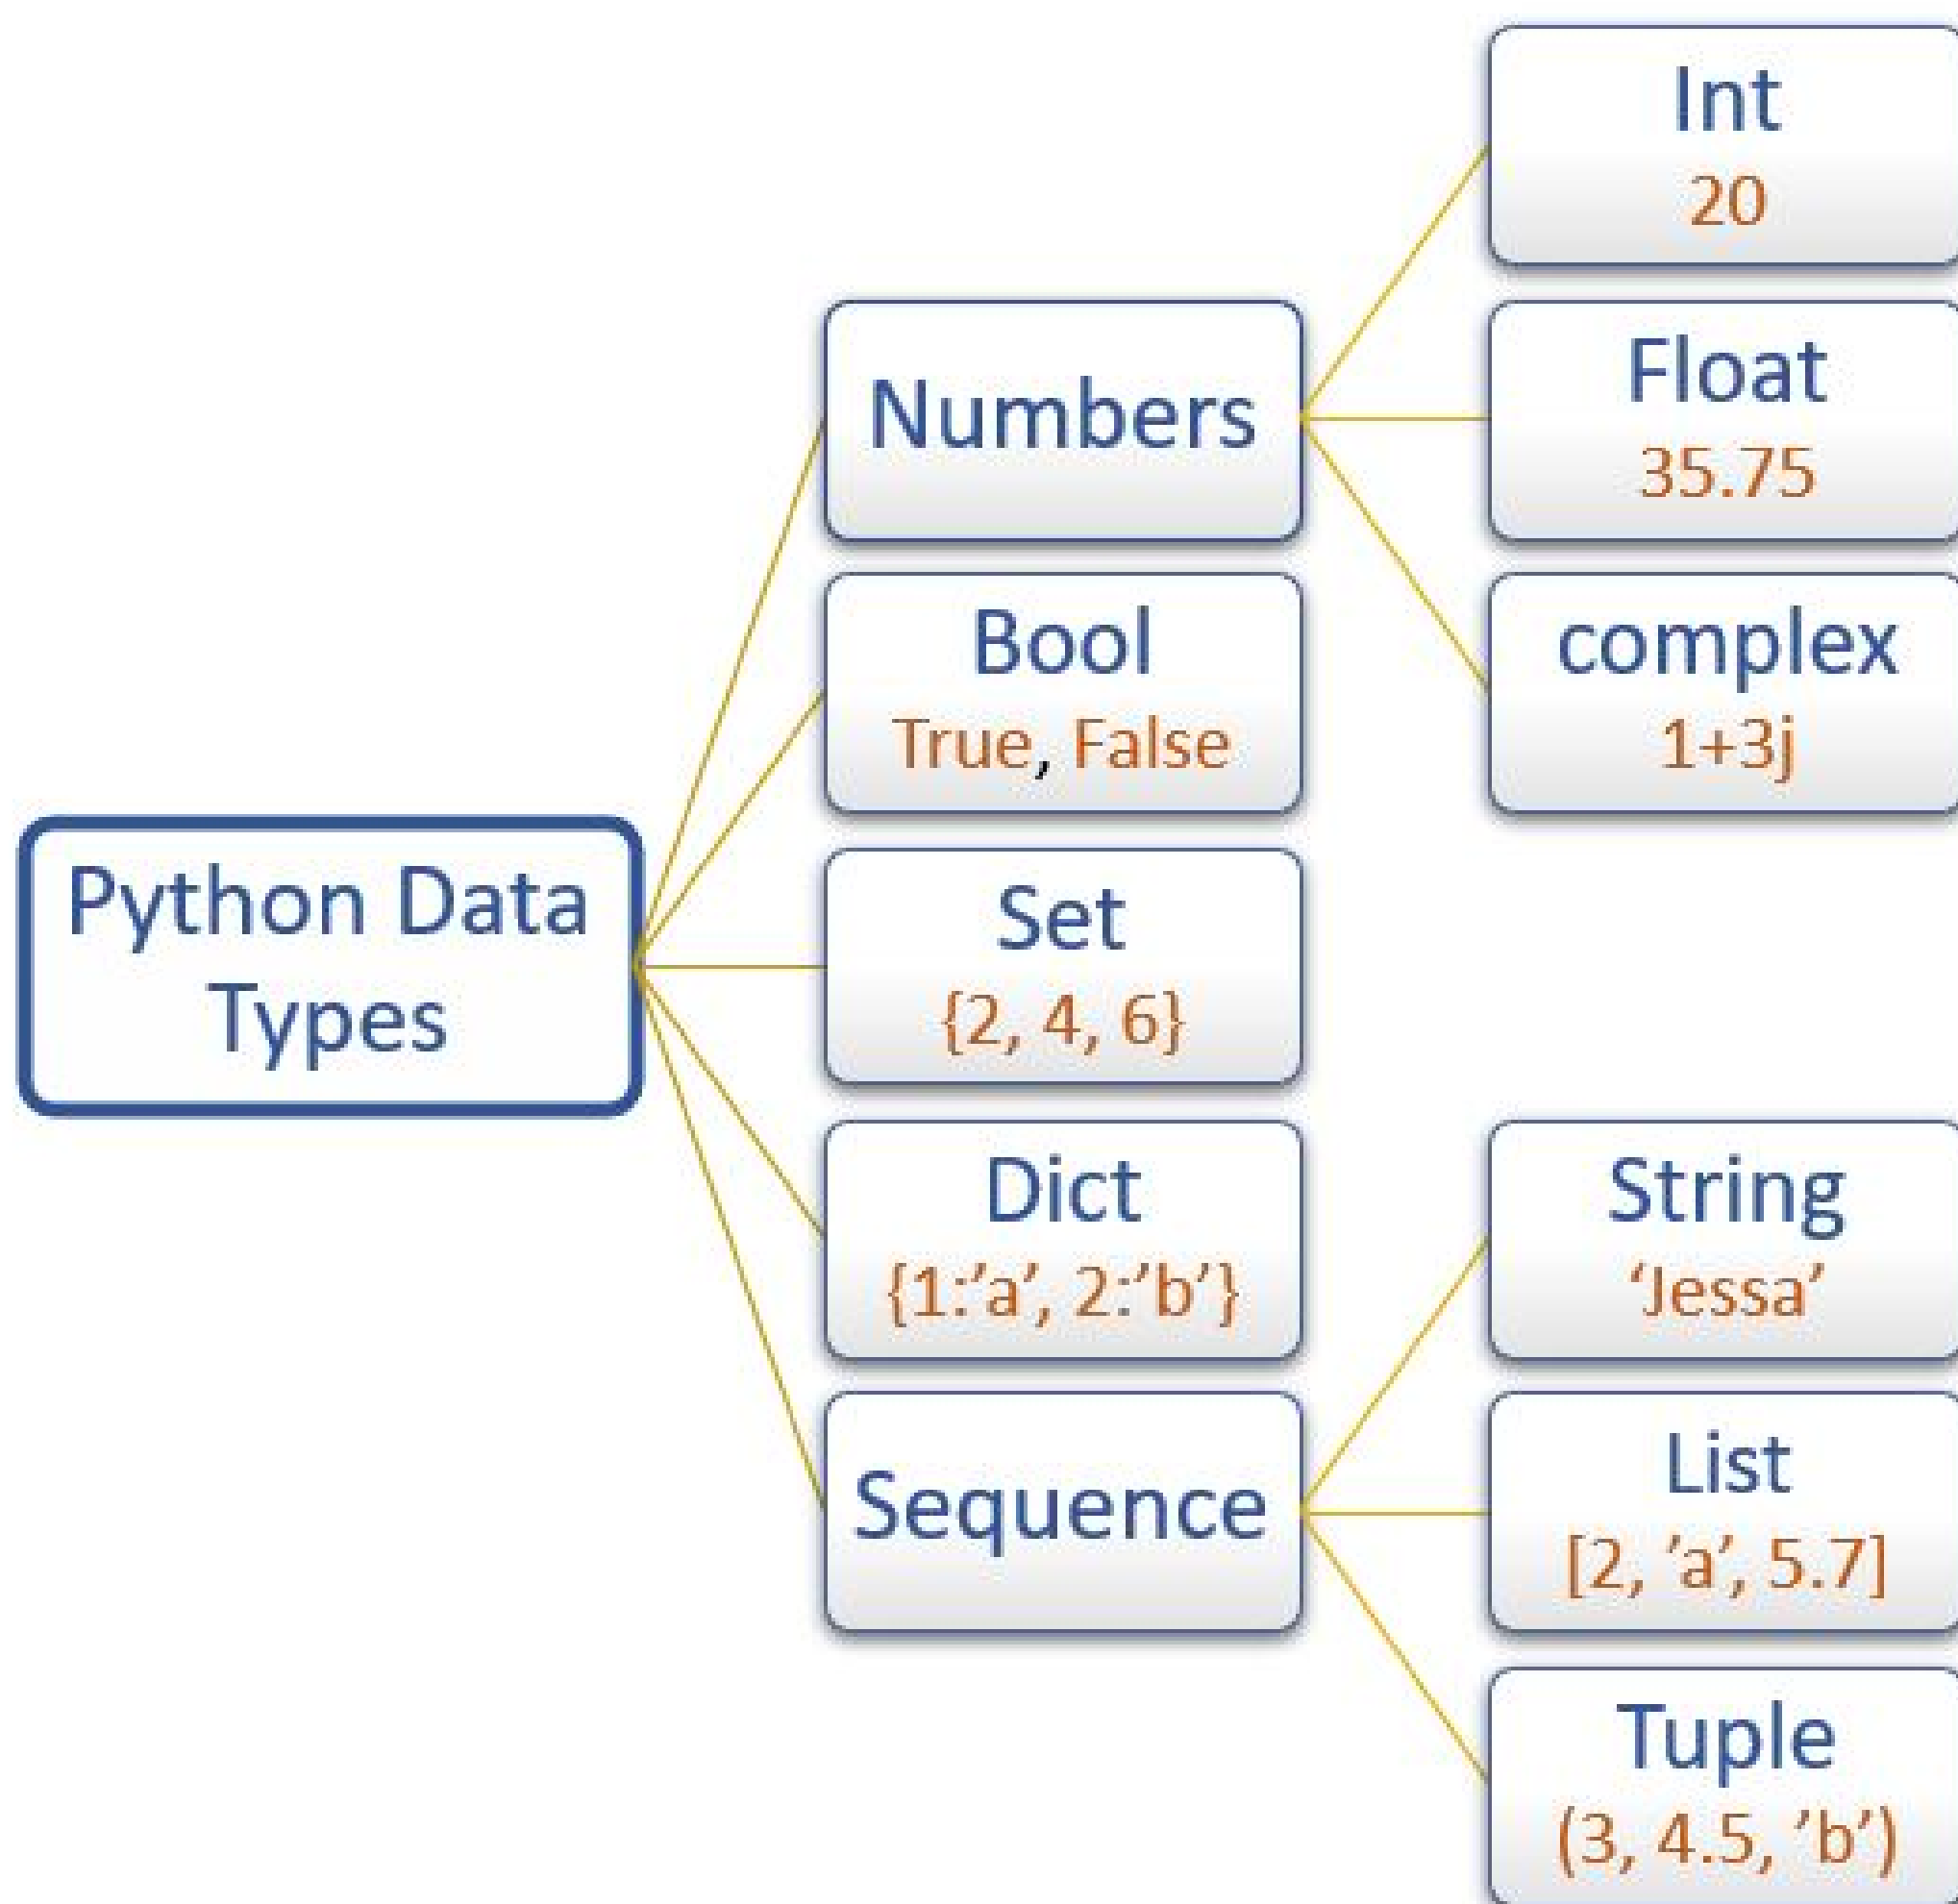 Python Data
Types
Numbers
Int
20
Float
35.75
complex
1+3j
Bool
True, False
Set
{2, 4, 6}
Dict
{1:’a’, 2:’b’}
Sequence
String
‘Jessa’
List
[2, ’a’, 5.7]
Tuple
(3, 4.5, ’b’)